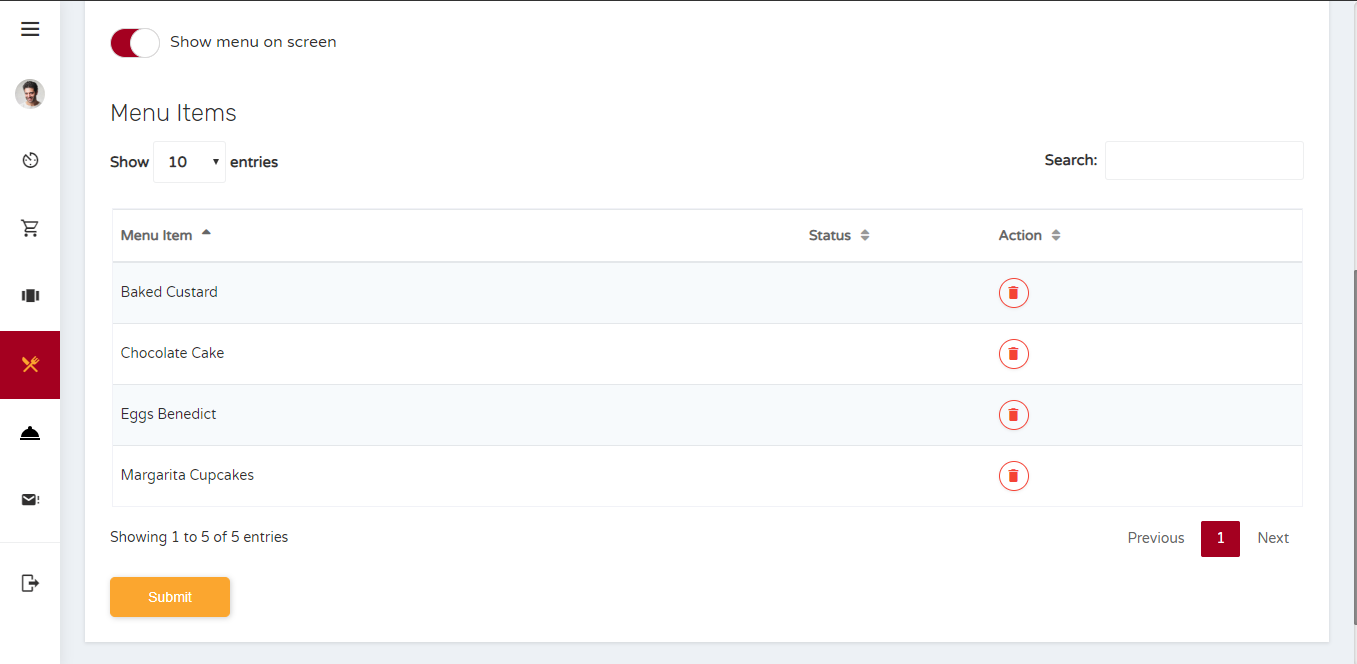 Show menu on screen
Menu Items
Show 10 entries Search:
Menu Item Status Action
Baked Custard
Chocolate Cake
Eggs Benedict
Margarita Cupcakes
Showing 1 to 5 of 5 entries Previous 1 Next
Submit